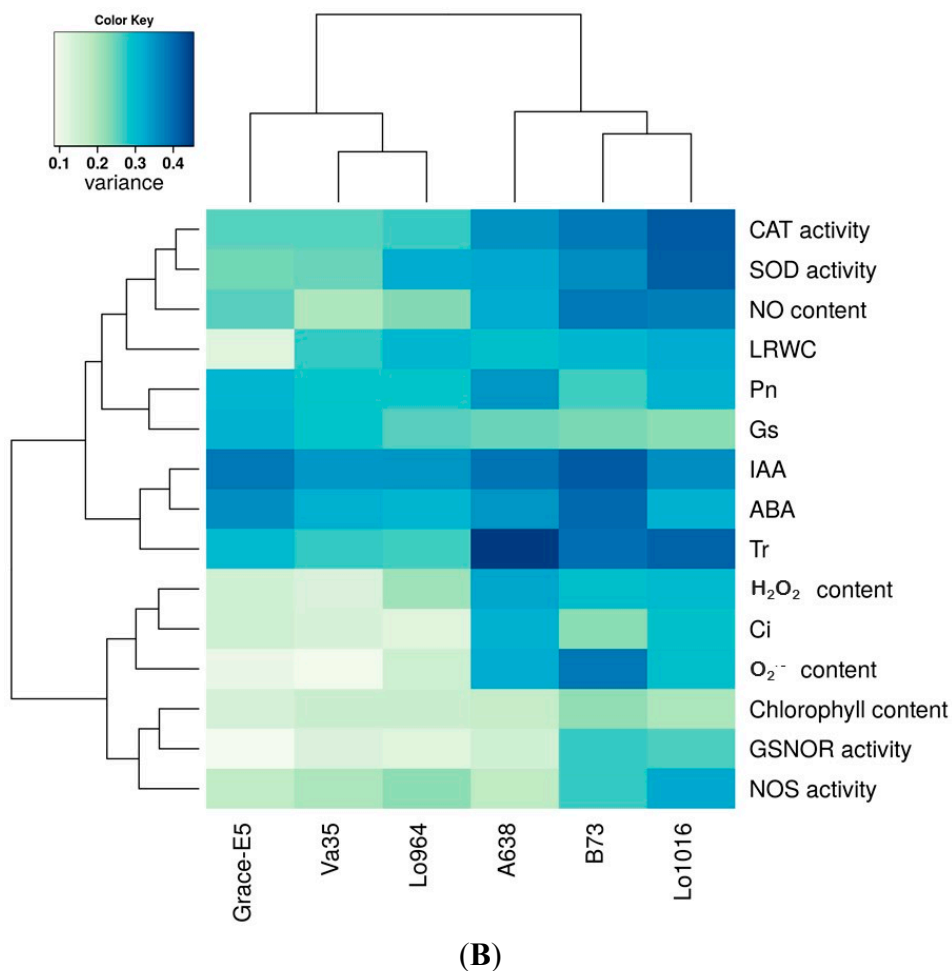 Color Key
0.1 0.2 0.3 0.4
variance
CAT activity
SOD activity
NO content
LRWC
Pn
Gs
IAA
ABA
Tr
H₂O₂ content
Ci
O₂·⁻ content
Chlorophyll content
GSNOR activity
NOS activity
Grace-E5
Va35
Lo964
A638
B73
Lo1016
(B)